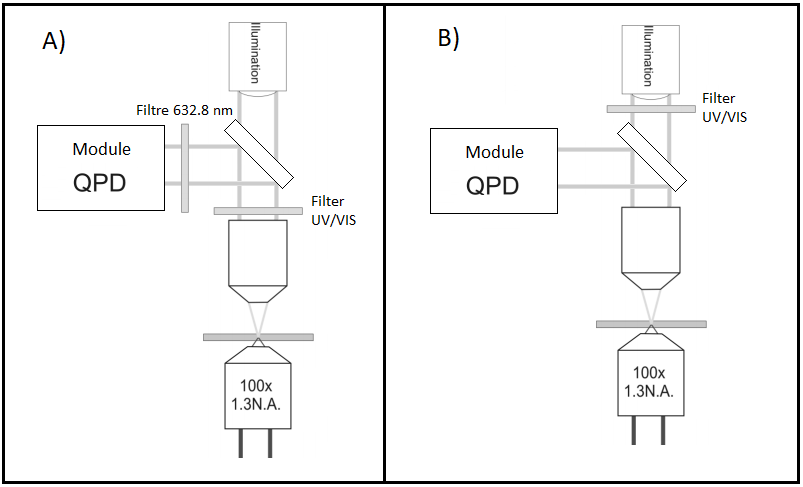 A)
Illumination
Filtre 632.8 nm
Module
QPD
Filter
UV/VIS
100x
1.3N.A.
B)
Illumination
Filter
UV/VIS
Module
QPD
100x
1.3N.A.